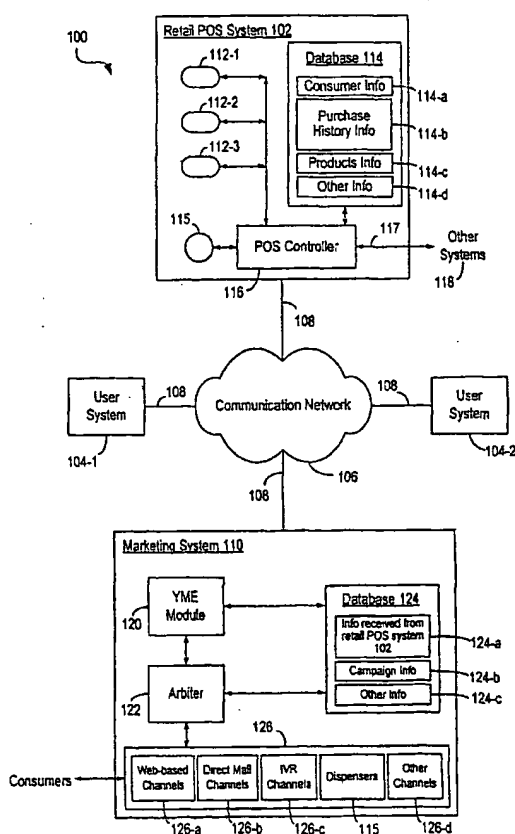 100
Retail POS System 102
112-1
112-2
112-3
Database 114
Consumer Info
114-a
Purchase
History Info
114-b
Products Info
114-c
Other Info
114-d
115
POS Controller
116
117
Other
Systems
118
108
User
System
104-1
108
Communication Network
106
108
User
System
104-2
108
Marketing System 110
YME
Module
120
Database 124
Info received from
retail POS system
102
124-a
Campaign Info
124-b
Other Info
124-c
Arbiter
122
126
Consumers
Web-based
Channels
126-a
Direct Mail
Channels
126-b
IVR
Channels
126-c
Dispensers
115
Other
Channels
126-d